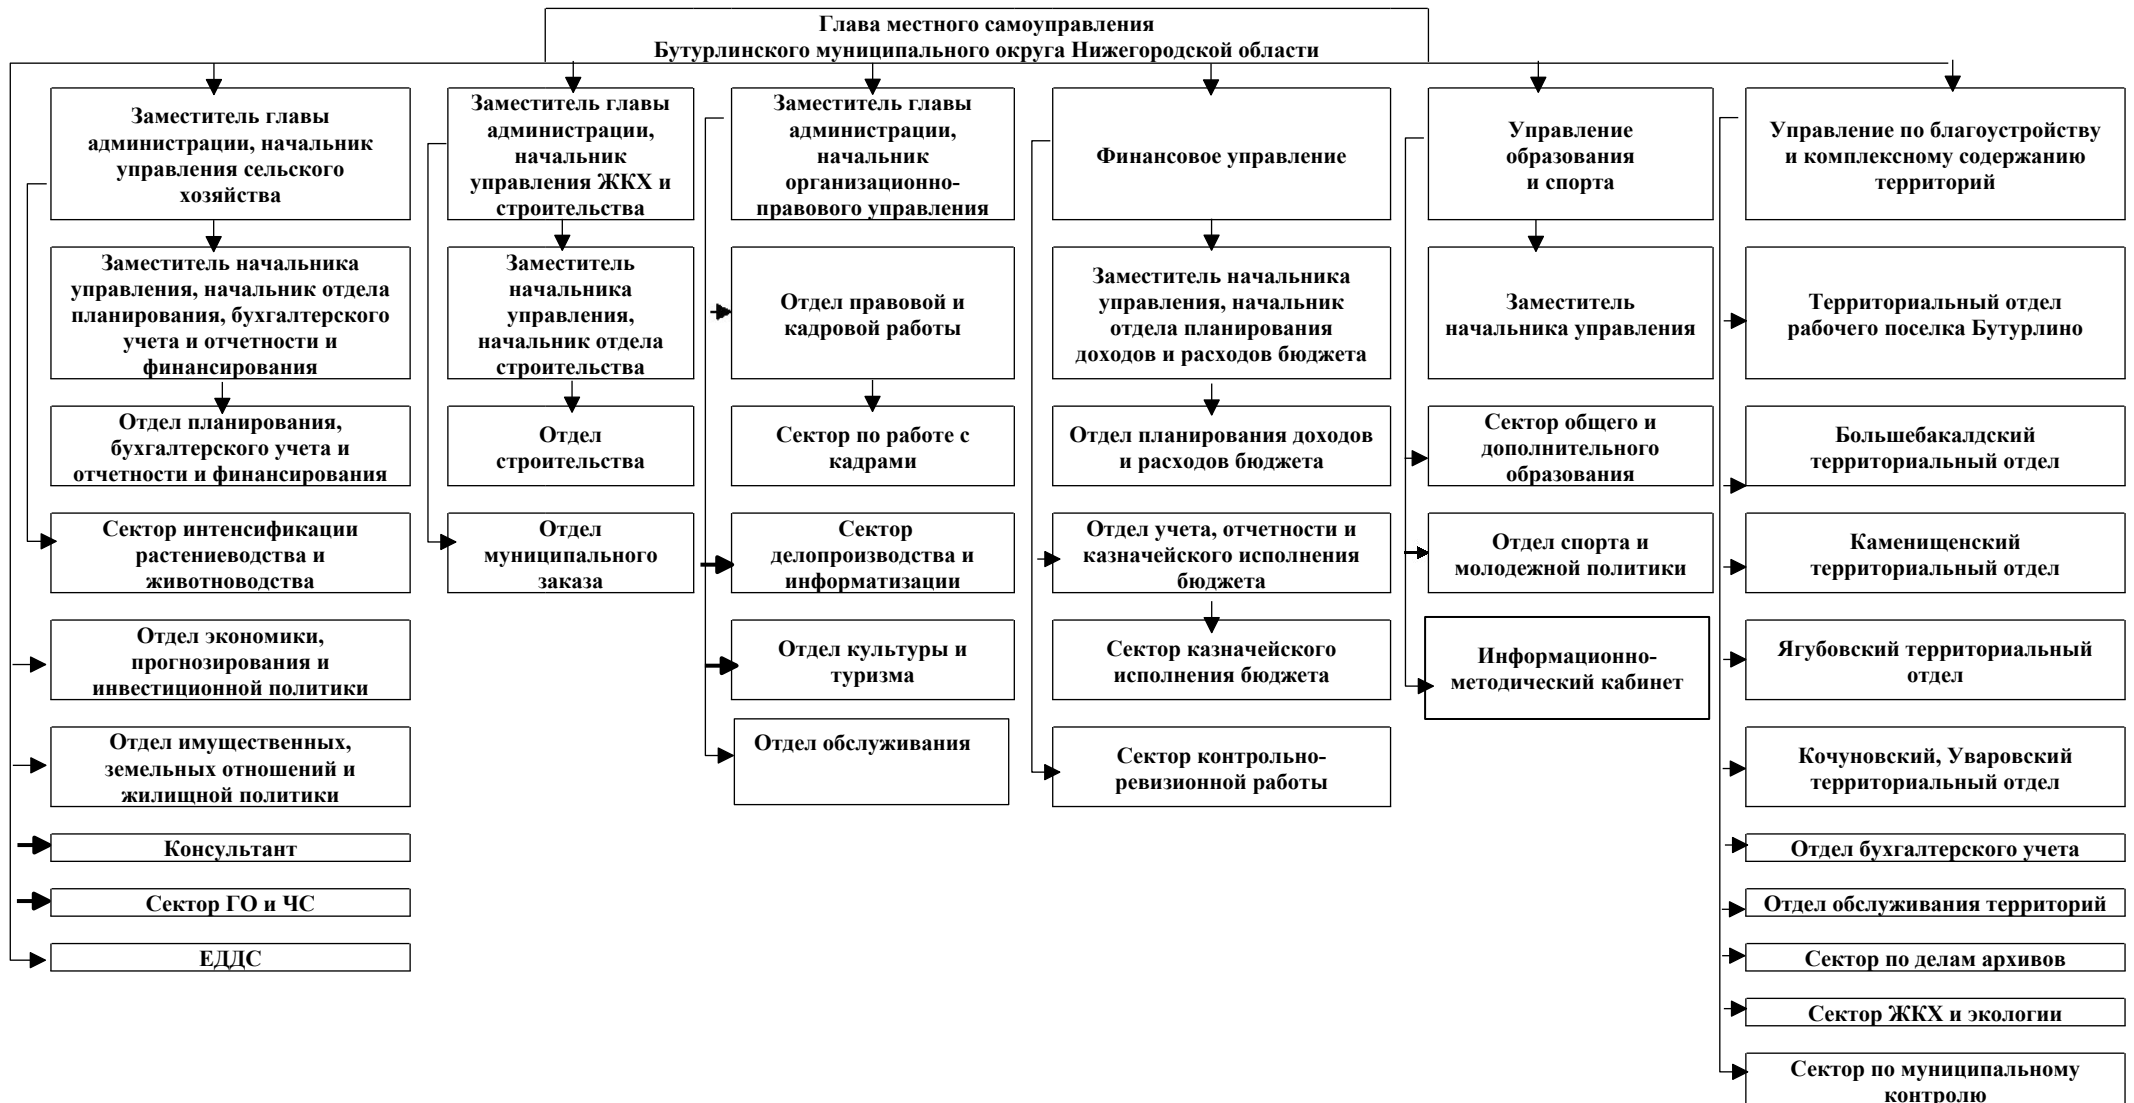 Глава местного самоуправления
Бутурлинского муниципального округа Нижегородской области
Заместитель главы
администрации, начальник
управления сельского
хозяйства
Заместитель главы
администрации,
начальник
управления ЖКХ и
строительства
Заместитель главы
администрации,
начальник
организационно-
правового управления
Финансовое управление
Управление
образования
и спорта
Управление по благоустройству
и комплексному содержанию
территорий
Заместитель начальника
управления, начальник отдела
планирования, бухгалтерского
учета и отчетности и
финансирования
Заместитель
начальника
управления,
начальник отдела
строительства
Отдел правовой и
кадровой работы
Заместитель начальника
управления, начальник
отдела планирования
доходов и расходов бюджета
Заместитель
начальника управления
Территориальный отдел
рабочего поселка Бутурлино
Отдел планирования,
бухгалтерского учета и
отчетности и финансирования
Отдел
строительства
Сектор по работе с
кадрами
Отдел планирования доходов
и расходов бюджета
Сектор общего и
дополнительного
образования
Большебакалдский
территориальный отдел
Сектор интенсификации
растениеводства и
животноводства
Отдел
муниципального
заказа
Сектор
делопроизводства и
информатизации
Отдел учета, отчетности и
казначейского исполнения
бюджета
Отдел спорта и
молодежной политики
Каменищенский
территориальный отдел
Отдел экономики,
прогнозирования и
инвестиционной политики
Отдел культуры и
туризма
Сектор казначейского
исполнения бюджета
Информационно-
методический кабинет
Ягубовский территориальный
отдел
Отдел имущественных,
земельных отношений и
жилищной политики
Отдел обслуживания
Сектор контрольно-
ревизионной работы
Кочуновский, Уваровский
территориальный отдел
Консультант
Отдел бухгалтерского учета
Сектор ГО и ЧС
Отдел обслуживания территорий
ЕДДС
Сектор по делам архивов
Сектор ЖКХ и экологии
Сектор по муниципальному
контролю